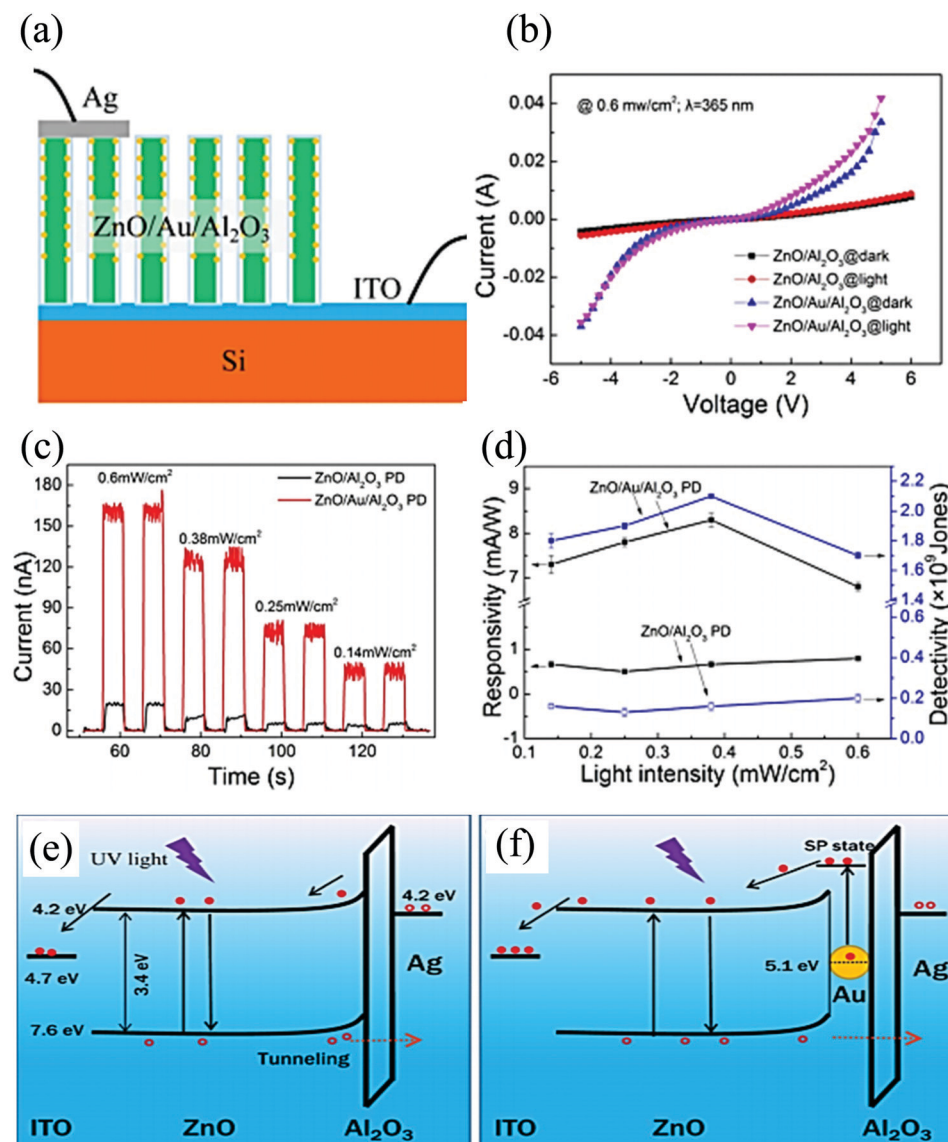 (a)
Ag
ZnO/Au/Al₂O₃
ITO
Si
(b)
@ 0.6 mw/cm²; λ=365 nm
0.04
0.02
0.00
-0.02
-0.04
Current (A)
ZnO/Al₂O₃@dark
ZnO/Al₂O₃@light
ZnO/Au/Al₂O₃@dark
ZnO/Au/Al₂O₃@light
-6 -4 -2 0 2 4 6
Voltage (V)
(c)
180
150
120
90
60
30
0
Current (nA)
0.6mW/cm²
ZnO/Al₂O₃ PD
ZnO/Au/Al₂O₃ PD
0.38mW/cm²
0.25mW/cm²
0.14mW/cm²
60 80 100 120
Time (s)
(d)
9
8
7
1
0
-1
Responsivity (mA/W)
ZnO/Au/Al₂O₃ PD
ZnO/Al₂O₃ PD
2.2
2.1
2.0
1.9
1.8
1.7
1.6
1.5
1.4
0.6
0.4
0.2
0.0
Detectivity (×10⁹Jones)
0.1 0.2 0.3 0.4 0.5 0.6
Light intensity (mW/cm²)
(e)
UV light
4.2 eV
4.2 eV
4.7 eV
3.4 eV
Ag
7.6 eV
Tunneling
ITO ZnO Al₂O₃
(f)
SP state
5.1 eV
Au
Ag
ITO ZnO Al₂O₃